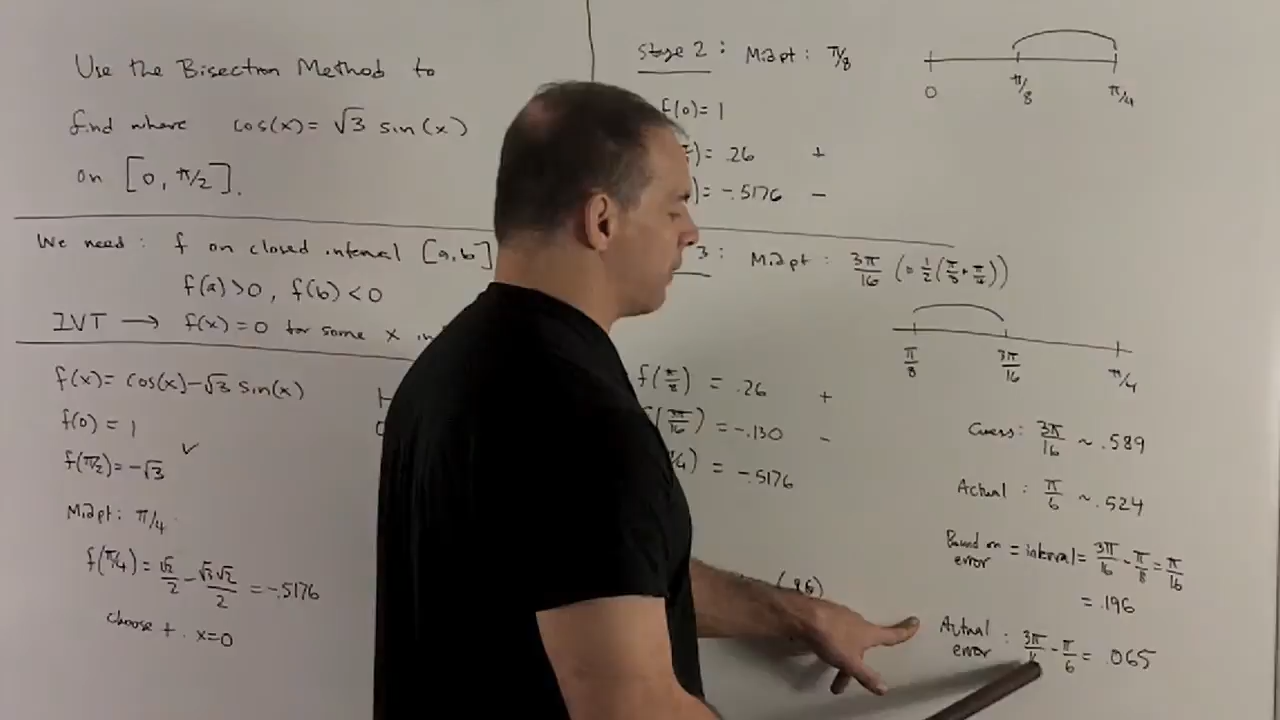 Use the Bisection Method to
find where cos(x) = √3 sin(x)
on [0, π/2].
We need: f on closed interval [a,b]
f(a) > 0, f(b) < 0
IVT → f(x) = 0 for some x in
f(x) = cos(x) - √3 sin(x)
f(0) = 1
f(π/2) = -√3 ✓
Midpt: π/4
f(π/4) = √2/2 - √3√2/2 = -.5176
choose + . x=0
Stage 2: Midpt: π/8
0 π/8 π/4
f(0) = 1
) = .26 +
) = -.5176 -
3: Midpt: 3π/16 (= 1/2(π/8 + π/4))
π/8 3π/16 π/4
f(π/8) = .26 +
(3π/16) = -.130 -
π/4) = -.5176
Guess: 3π/16 ~ .589
Actual: π/6 ~ .524
Bound on error = interval = 3π/16 - π/8 = π/16
= .196
Actual error: 3π/16 - π/6 = .065